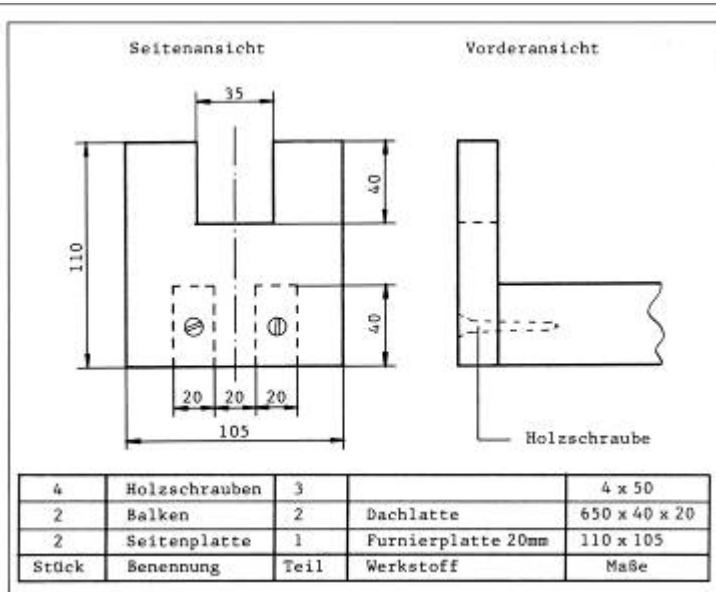 Seitenansicht Vorderansicht
35
40
110
40
20 20 20
105
Holzschraube
4 Holzschrauben 3 4 x 50
2 Balken 2 Dachlatte 650 x 40 x 20
2 Seitenplatte 1 Furnierplatte 20mm 110 x 105
Stück Benennung Teil Werkstoff Maße